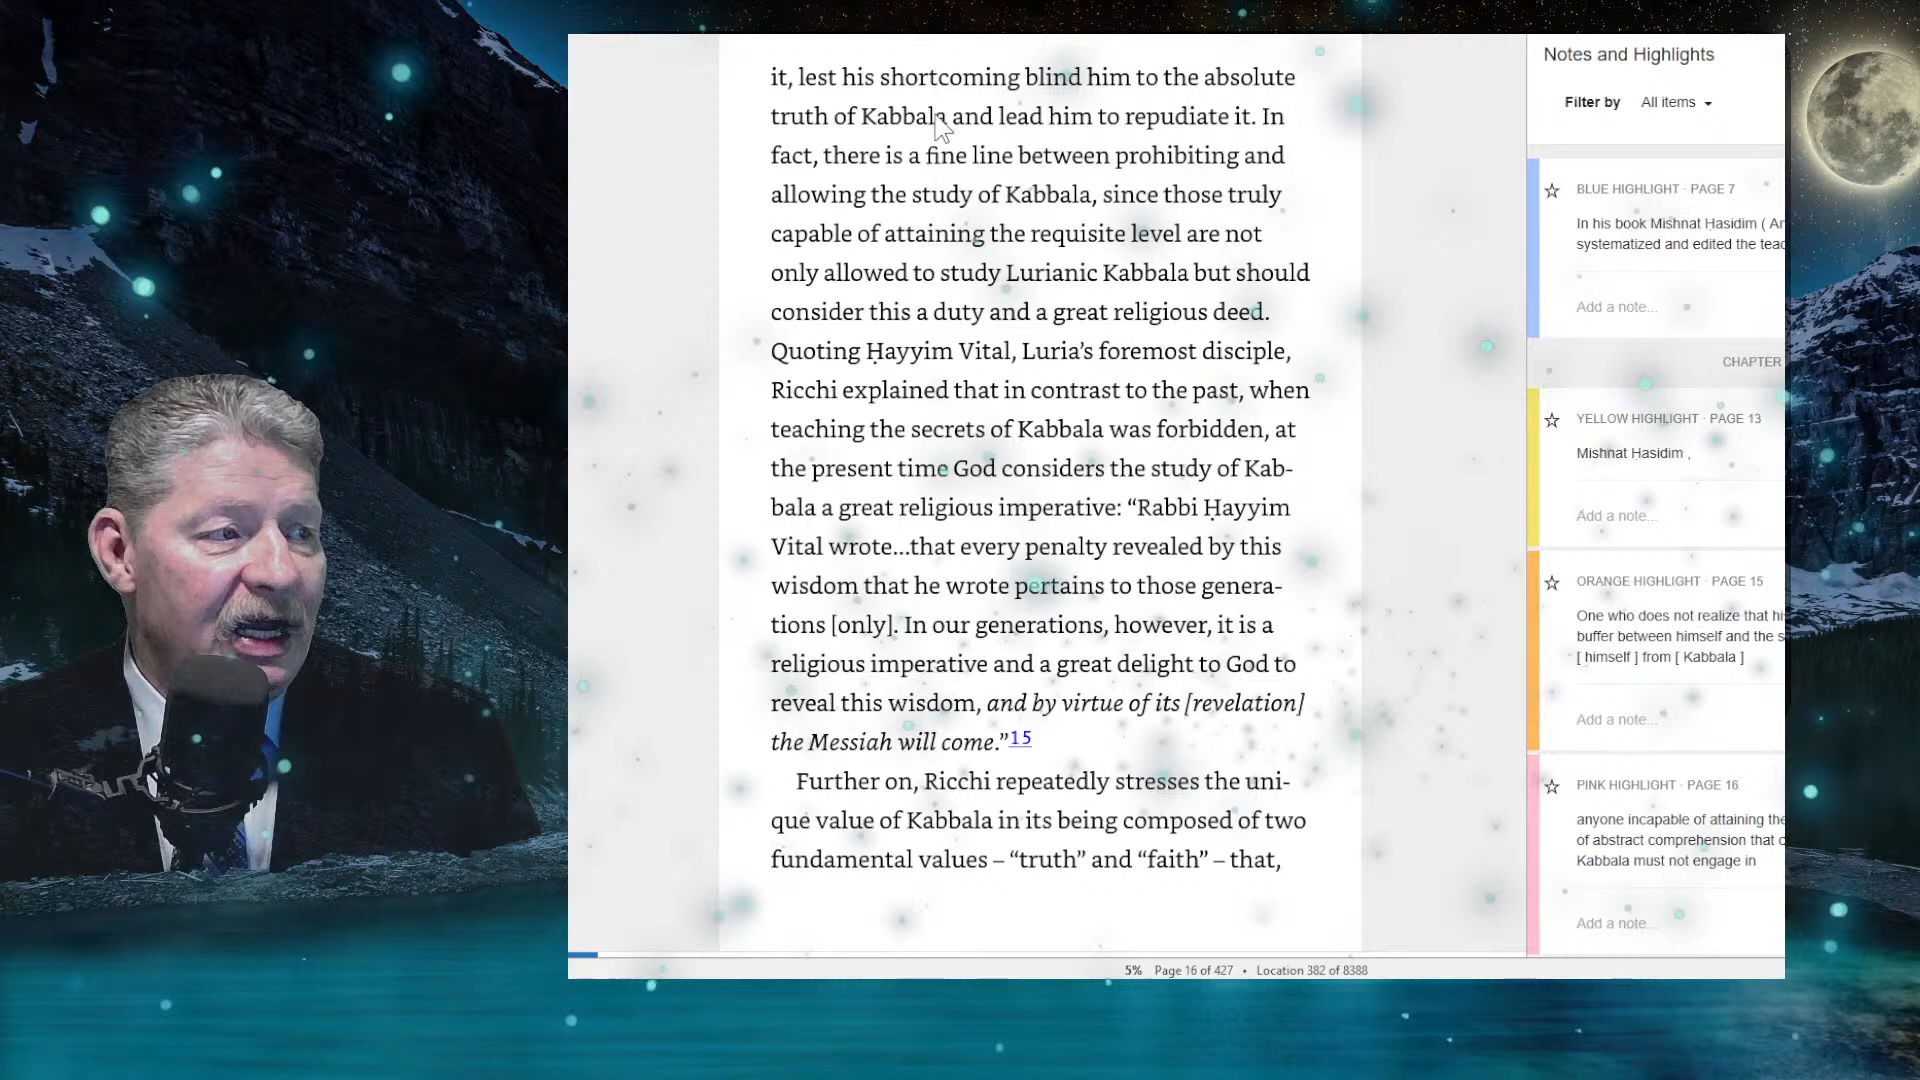 it, lest his shortcoming blind him to the absolute
truth of Kabbala and lead him to repudiate it. In
fact, there is a fine line between prohibiting and
allowing the study of Kabbala, since those truly
capable of attaining the requisite level are not
only allowed to study Lurianic Kabbala but should
consider this a duty and a great religious deed.
Quoting Ḥayyim Vital, Luria’s foremost disciple,
Ricchi explained that in contrast to the past, when
teaching the secrets of Kabbala was forbidden, at
the present time God considers the study of Kab-
bala a great religious imperative: “Rabbi Ḥayyim
Vital wrote...that every penalty revealed by this
wisdom that he wrote pertains to those genera-
tions [only]. In our generations, however, it is a
religious imperative and a great delight to God to
reveal this wisdom, and by virtue of its [revelation]
the Messiah will come.”15
Further on, Ricchi repeatedly stresses the uni-
que value of Kabbala in its being composed of two
fundamental values – “truth” and “faith” – that,
5% Page 16 of 427 • Location 382 of 8388
Notes and Highlights
Filter by All items
BLUE HIGHLIGHT · PAGE 7
In his book Mishnat Hasidim ( Ar
systematized and edited the teac
Add a note...
CHAPTER
YELLOW HIGHLIGHT · PAGE 13
Mishnat Hasidim ,
Add a note...
ORANGE HIGHLIGHT · PAGE 15
One who does not realize that hi
buffer between himself and the s
[ himself ] from [ Kabbala ]
Add a note...
PINK HIGHLIGHT · PAGE 16
anyone incapable of attaining the
of abstract comprehension that c
Kabbala must not engage in
Add a note...